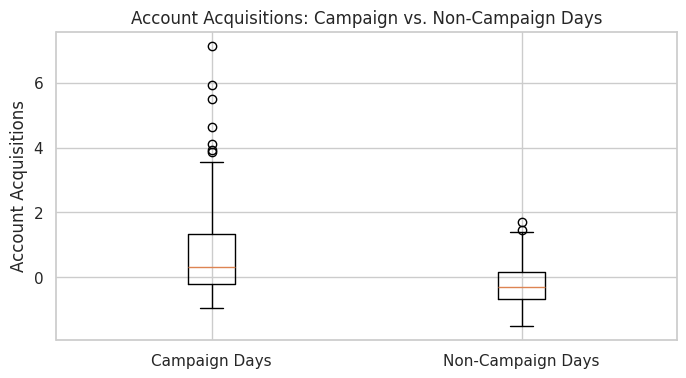 Account Acquisitions: Campaign vs. Non-Campaign Days
Account Acquisitions
6
4
2
0
Campaign Days
Non-Campaign Days